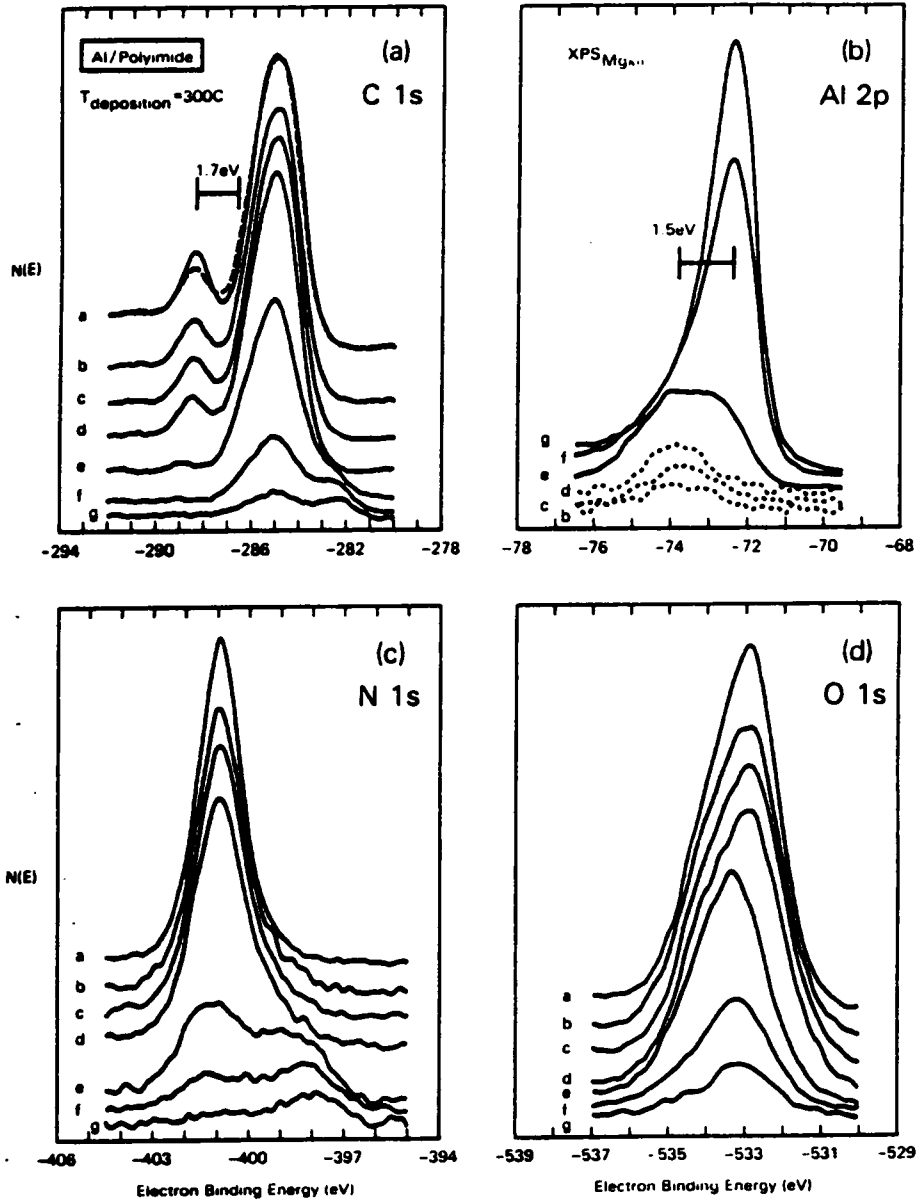 (a)
Al/Polyimide
C 1s
Tdeposition=300C
1.7eV
N(E)
a
b
c
d
e
f
g
-294 -290 -286 -282 -278
(b)
Al 2p
1.5eV
g
f
e
d
c
b
-78 -76 -74 -72 -70 -68
(c)
N 1s
N(E)
a
b
c
d
e
f
g
-406 -403 -400 -397 -394
Electron Binding Energy (eV)
(d)
O 1s
a
b
c
d
e
f
g
-539 -537 -535 -533 -531 -529
Electron Binding Energy (eV)